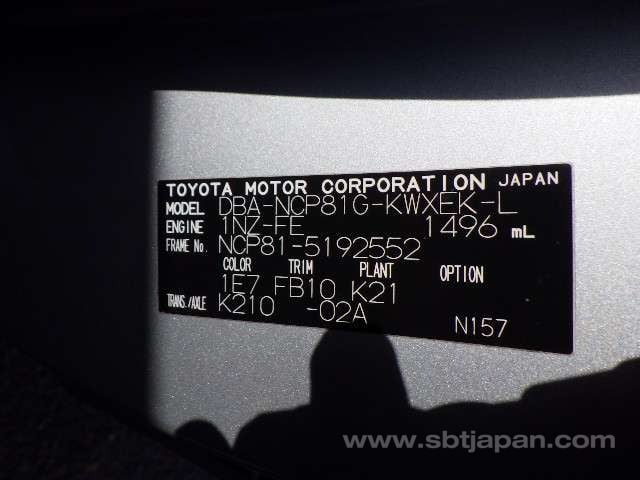 TOYOTA MOTOR CORPORATION JAPAN
MODEL DBA-NCP81G-KWXEK-L
ENGINE 1NZ-FE 1496 mL
FRAME No. NCP81-5192552
COLOR TRIM PLANT OPTION
1E7 FB10 K21
TRANS./AXLE K210 -02A
N157
www.sbtjapan.com